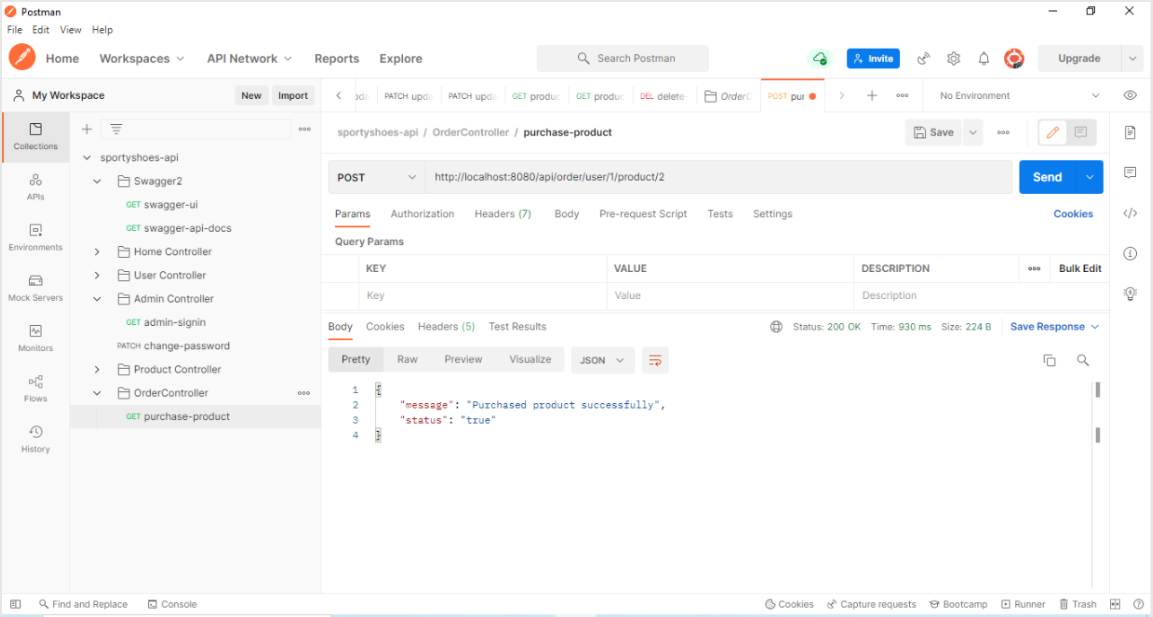 Postman
File Edit View Help
Home Workspaces API Network Reports Explore Search Postman Invite Upgrade
My Workspace New Import
PATCH upda PATCH upda GET produc GET produc DEL delete- OrderC POST pur No Environment
Collections
APIs
Environments
Mock Servers
Monitors
Flows
History
sportyshoes-api
Swagger2
GET swagger-ui
GET swagger-api-docs
Home Controller
User Controller
Admin Controller
GET admin-signin
PATCH change-password
Product Controller
OrderController
GET purchase-product
sportyshoes-api / OrderController / purchase-product Save
POST http://localhost:8080/api/order/user/1/product/2 Send
Params Authorization Headers (7) Body Pre-request Script Tests Settings Cookies
Query Params
KEY VALUE DESCRIPTION Bulk Edit
Key Value Description
Body Cookies Headers (5) Test Results Status: 200 OK Time: 930 ms Size: 224 B Save Response
Pretty Raw Preview Visualize JSON
1 {
2 "message": "Purchased product successfully",
3 "status": "true"
4 }
Find and Replace Console Cookies Capture requests Bootcamp Runner Trash